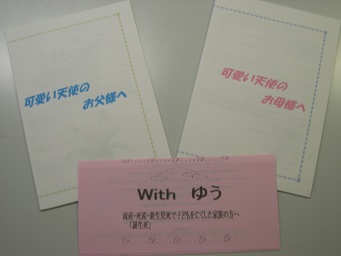 可愛い天使の
お父様へ
可愛い天使の
お母様へ
With ゆう
流産・死産・新生児死で子どもを亡くした家族の方へ
「誕生死」